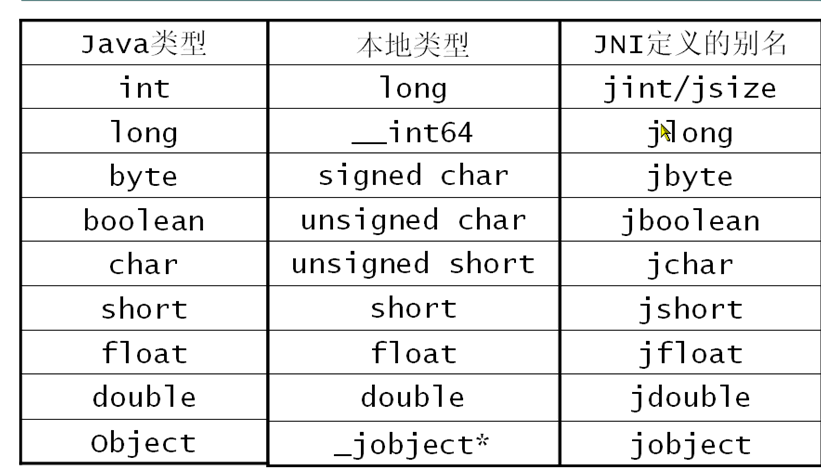 Java类型 本地类型 JNI定义的别名
int long jint/jsize
long __int64 jlong
byte signed char jbyte
boolean unsigned char jboolean
char unsigned short jchar
short short jshort
float float jfloat
double double jdouble
Object _jobject* jobject